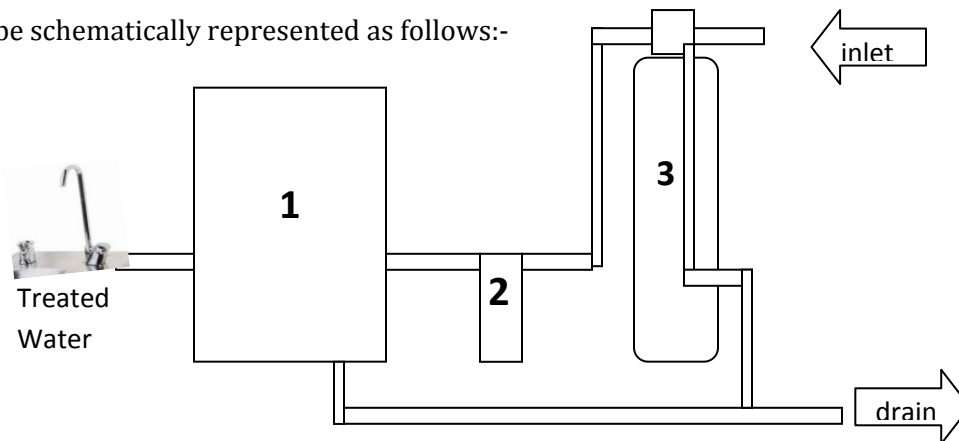 be schematically represented as follows:-
inlet
3
1
2
Treated
Water
drain